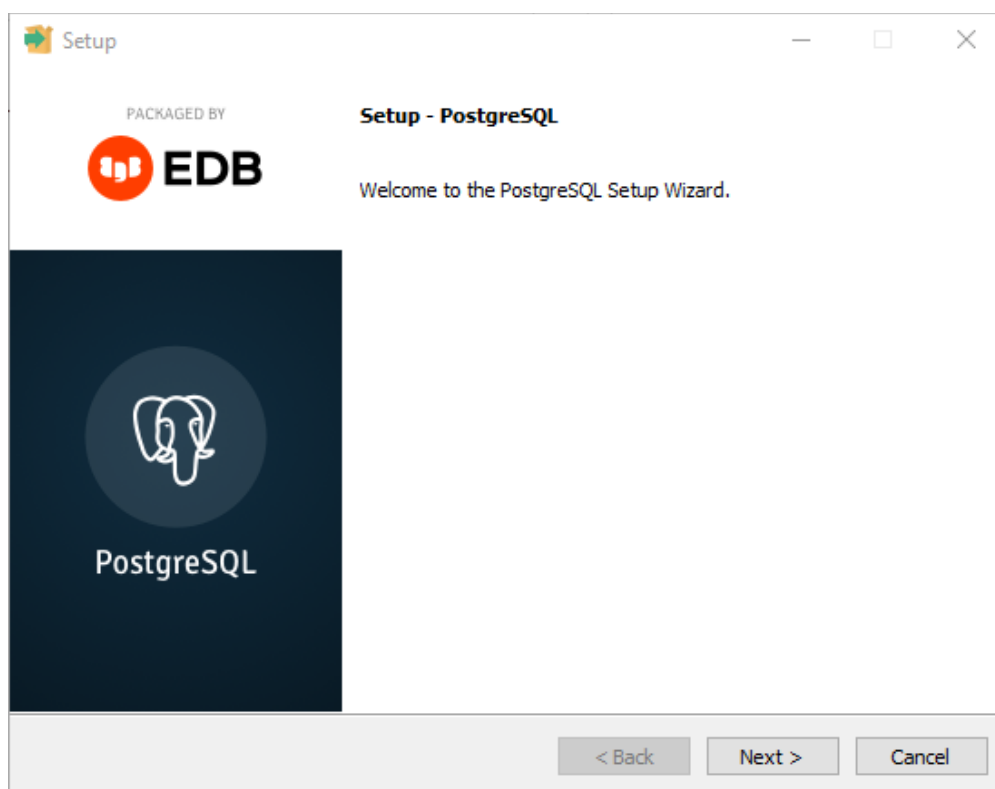 Setup
PACKAGED BY
EDB
Setup - PostgreSQL
Welcome to the PostgreSQL Setup Wizard.
PostgreSQL
< Back
Next >
Cancel